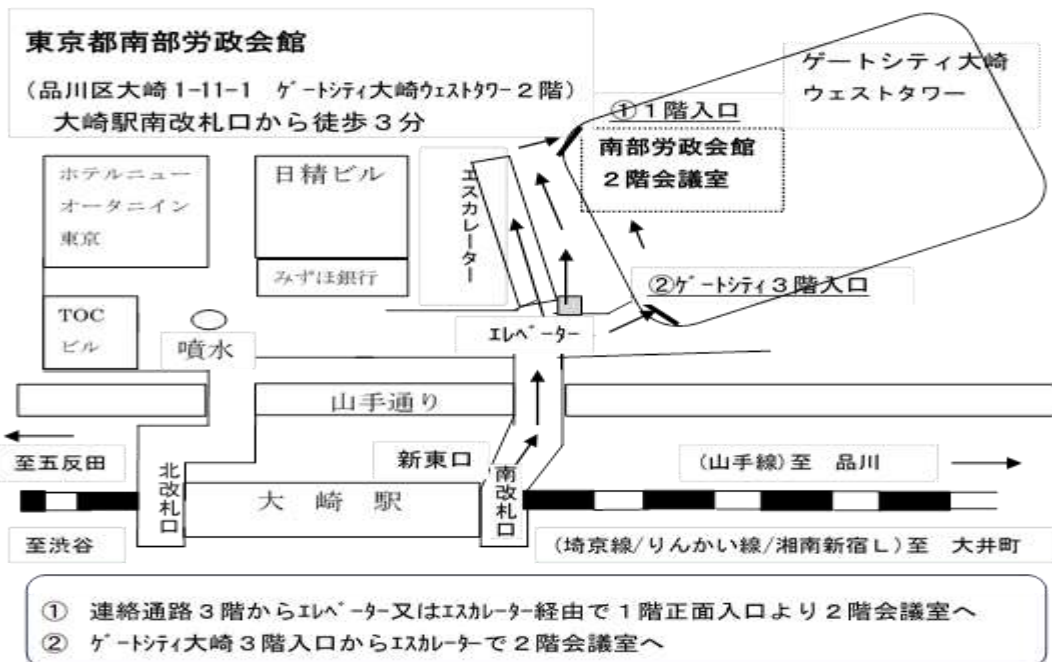 東京都南部労政会館
(品川区大崎1-11-1 ｹﾞｰﾄｼﾃｨ大崎ｳｪｽﾄﾀﾜｰ2階)
大崎駅南改札口から徒歩3分
ゲートシティ大崎
ウェストタワー
①1階入口
南部労政会館
2階会議室
ホテルニュー
オータニイン
東京
日精ビル
エスカレーター
みずほ銀行
②ｹﾞｰﾄｼﾃｨ3階入口
TOC
ビル
噴水
ｴﾚﾍﾞｰﾀｰ
山手通り
至五反田
北改札口
新東口
南改札口
(山手線)至 品川
大崎駅
至渋谷
(埼京線/りんかい線/湘南新宿L)至 大井町
① 連絡通路3階からｴﾚﾍﾞｰﾀｰ又はｴｽｶﾚｰﾀｰ経由で1階正面入口より2階会議室へ
② ｹﾞｰﾄｼﾃｨ大崎3階入口からｴｽｶﾚｰﾀｰで2階会議室へ